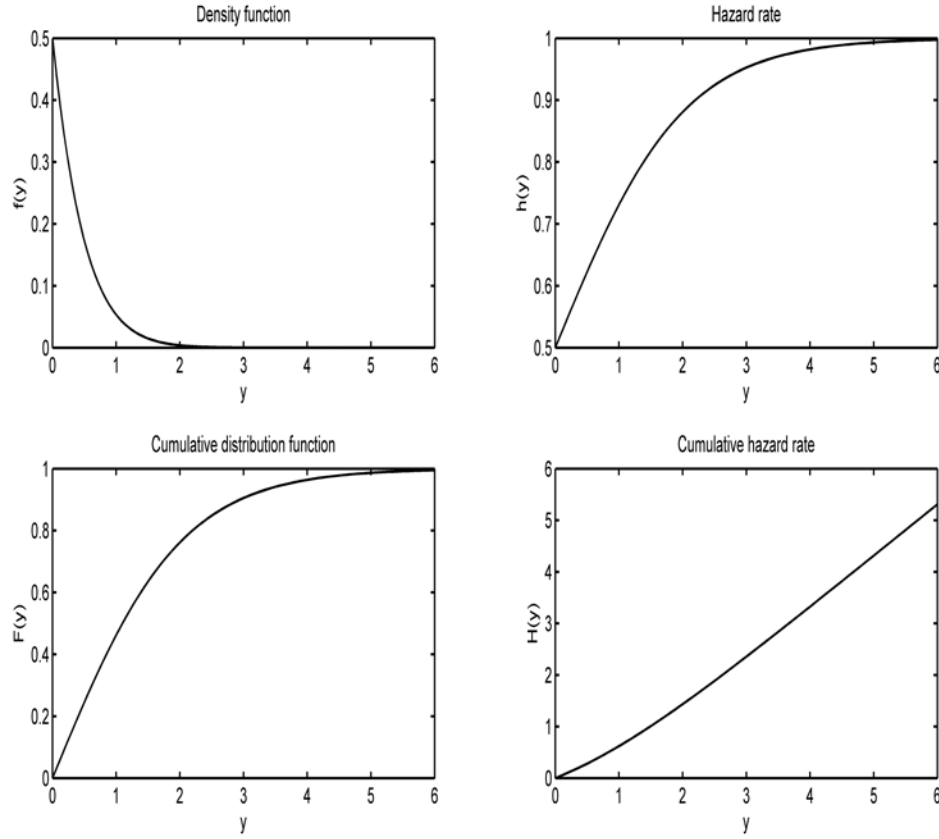 Density function
0.5
0.4
0.3
0.2
0.1
0
f(y)
0 1 2 3 4 5 6
y
Hazard rate
1
0.9
0.8
0.7
0.6
0.5
h(y)
0 1 2 3 4 5 6
y
Cumulative distribution function
1
0.8
0.6
0.4
0.2
0
F(y)
0 1 2 3 4 5 6
y
Cumulative hazard rate
6
5
4
3
2
1
0
H(y)
0 1 2 3 4 5 6
y